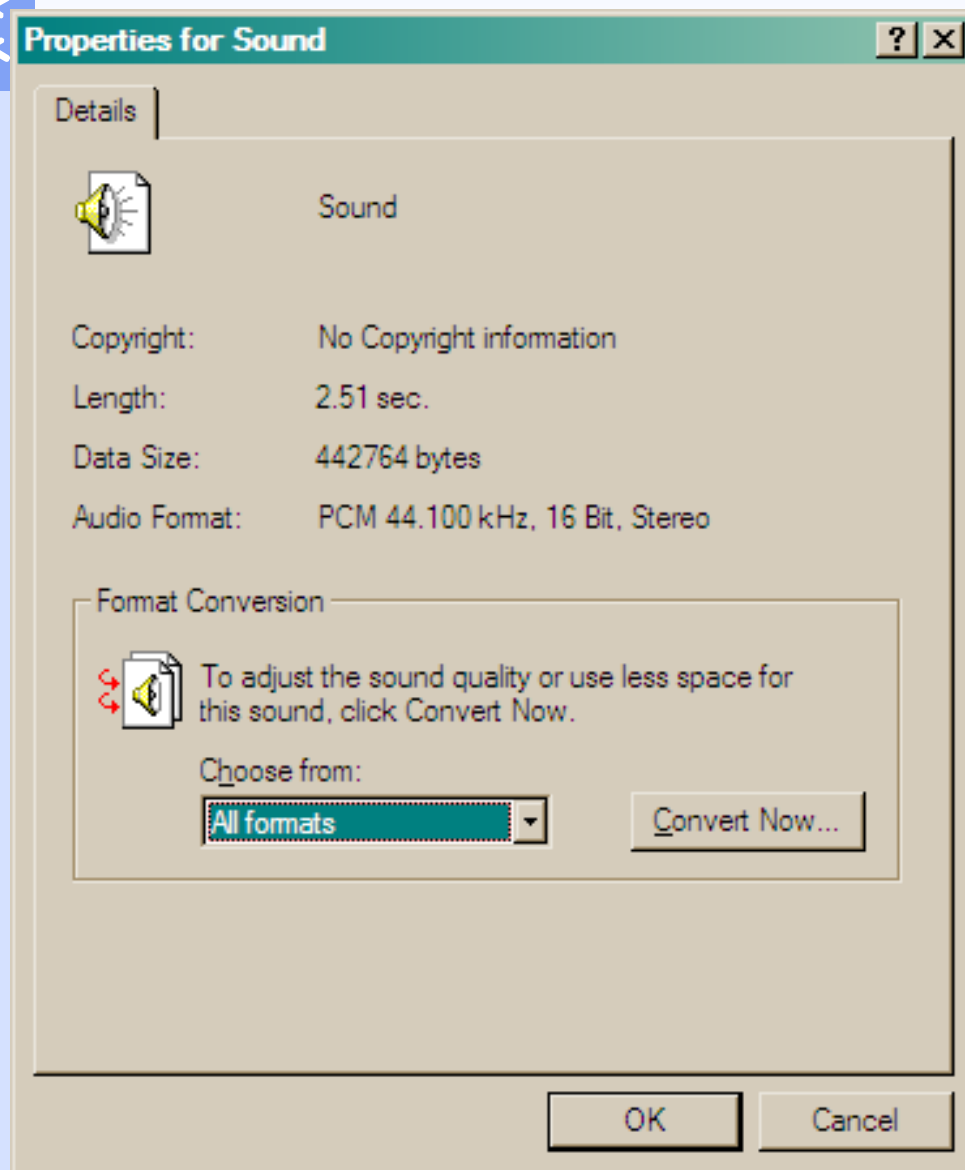 Properties for Sound
Details
Sound
Copyright: No Copyright information
Length: 2.51 sec.
Data Size: 442764 bytes
Audio Format: PCM 44.100 kHz, 16 Bit, Stereo
Format Conversion
To adjust the sound quality or use less space for
this sound, click Convert Now.
Choose from:
All formats
Convert Now...
OK Cancel